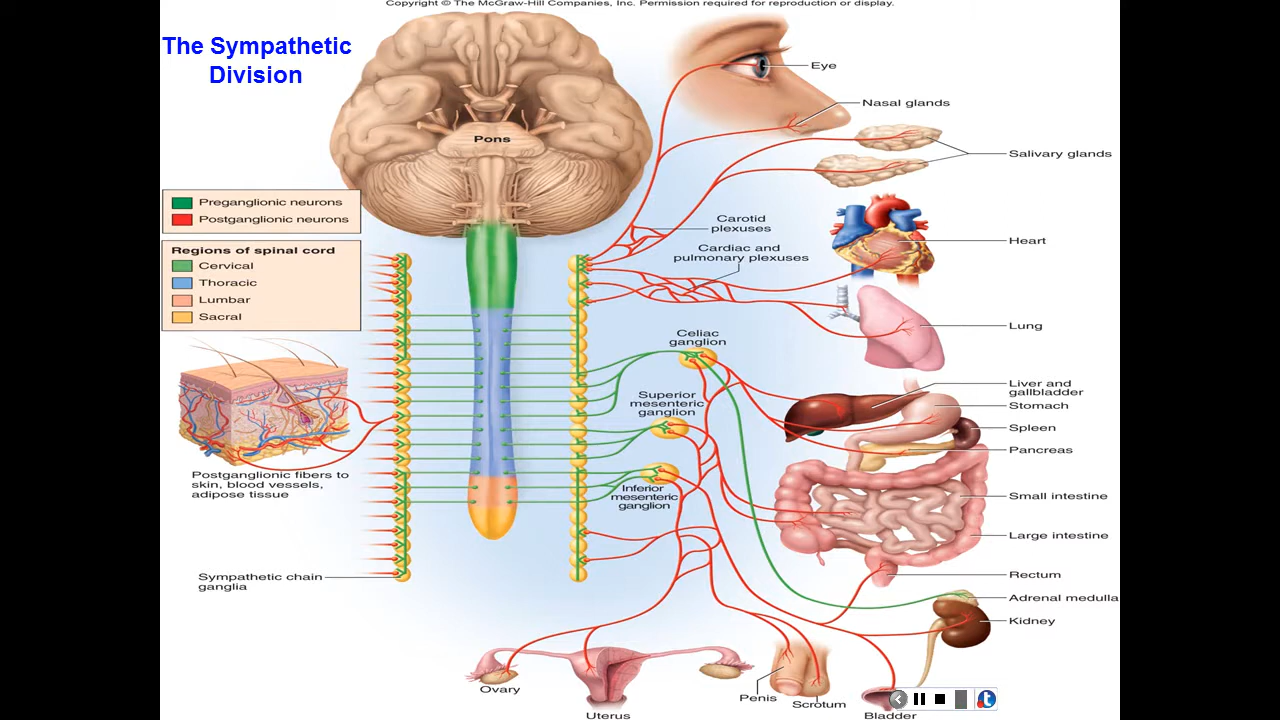 Copyright © The McGraw-Hill Companies, Inc. Permission required for reproduction or display.
The Sympathetic
Division
Eye
Nasal glands
Pons
Salivary glands
Preganglionic neurons
Postganglionic neurons
Carotid
plexuses
Heart
Regions of spinal cord
Cervical
Thoracic
Lumbar
Sacral
Cardiac and
pulmonary plexuses
Lung
Celiac
ganglion
Liver and
gallbladder
Stomach
Superior
mesenteric
ganglion
Spleen
Pancreas
Postganglionic fibers to
skin, blood vessels,
adipose tissue
Inferior
mesenteric
ganglion
Small intestine
Large intestine
Sympathetic chain
ganglia
Rectum
Adrenal medulla
Kidney
Ovary
Penis
Scrotum
Uterus
Bladder
t